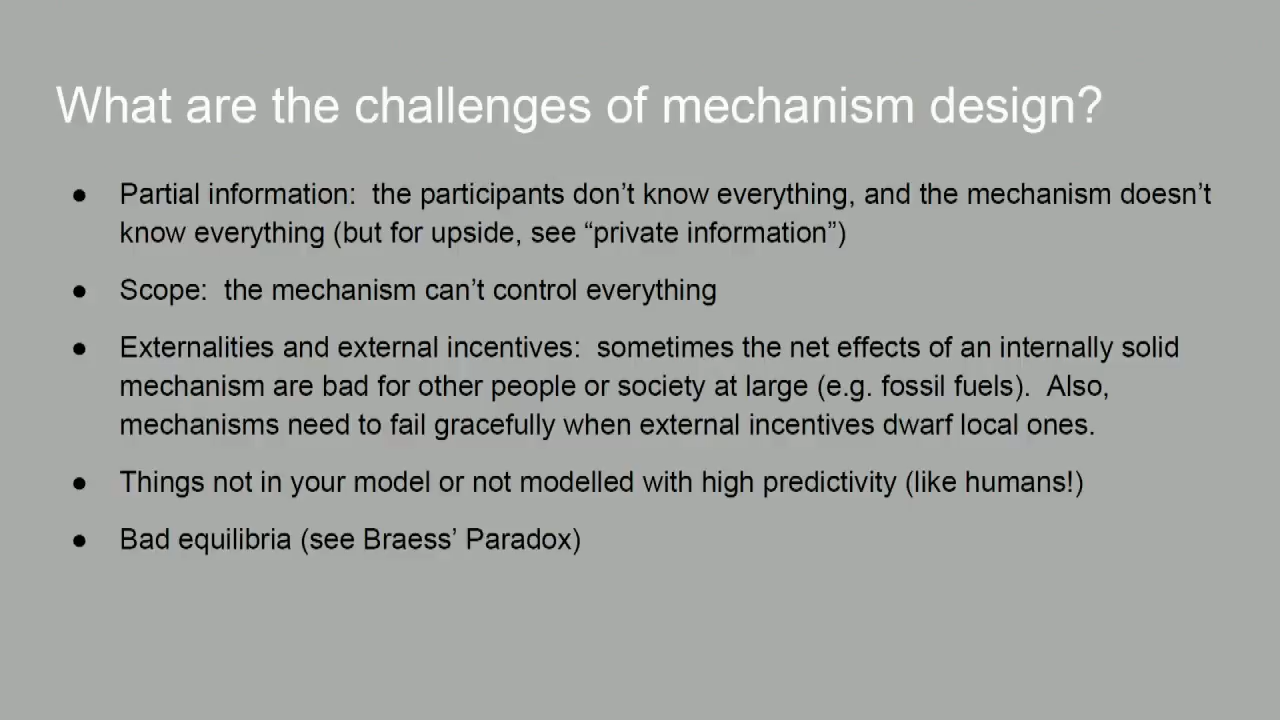 What are the challenges of mechanism design?
● Partial information:  the participants don’t know everything, and the mechanism doesn’t
know everything (but for upside, see “private information”)
● Scope:  the mechanism can’t control everything
● Externalities and external incentives:  sometimes the net effects of an internally solid
mechanism are bad for other people or society at large (e.g. fossil fuels).  Also,
mechanisms need to fail gracefully when external incentives dwarf local ones.
● Things not in your model or not modelled with high predictivity (like humans!)
● Bad equilibria (see Braess’ Paradox)